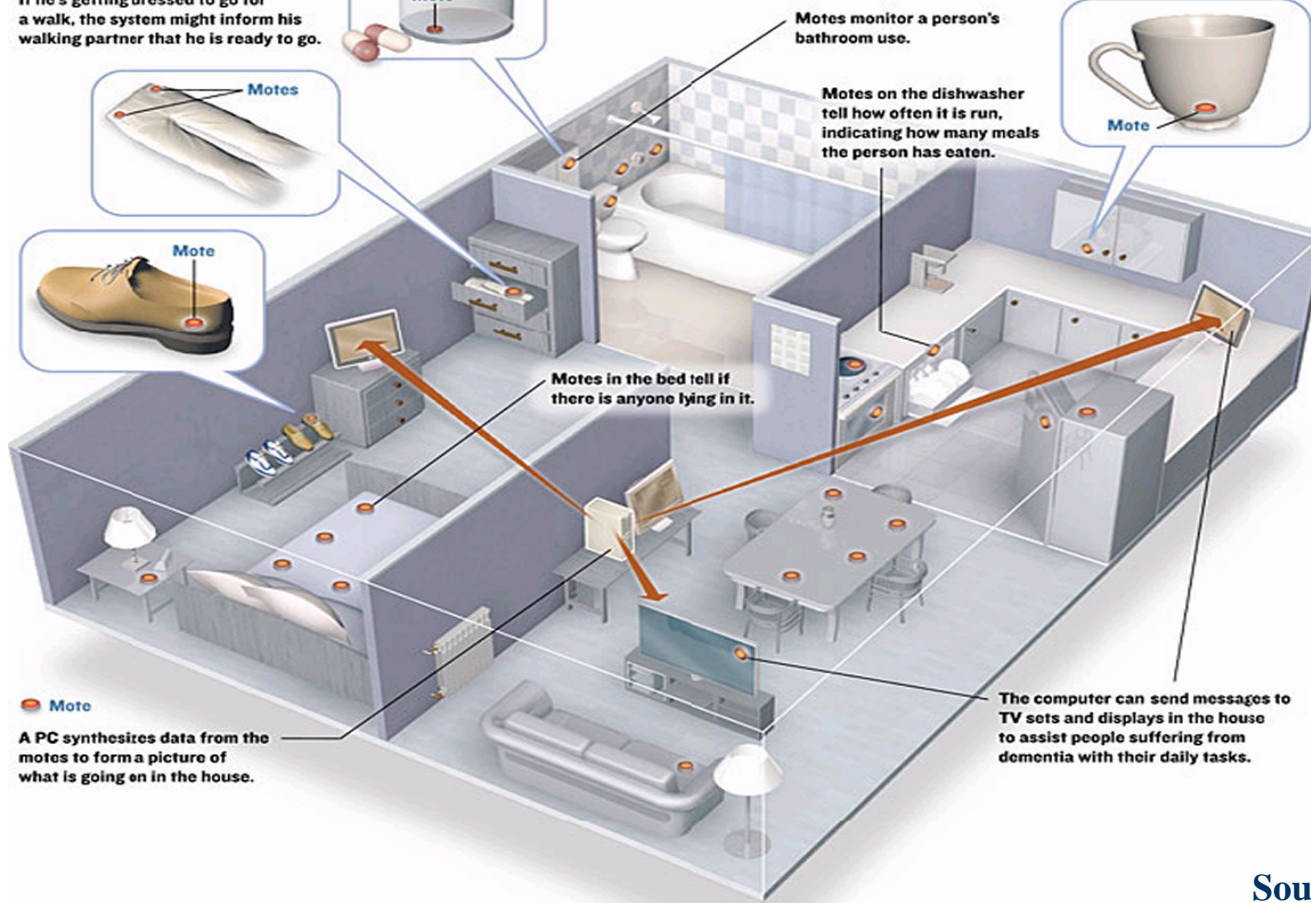 a walk, the system might inform his
walking partner that he is ready to go.
Motes monitor a person's
bathroom use.
Motes
Motes on the dishwasher
tell how often it is run,
indicating how many meals
the person has eaten.
Mote
Mote
Motes in the bed tell if
there is anyone lying in it.
Mote
A PC synthesizes data from the
motes to form a picture of
what is going on in the house.
The computer can send messages to
TV sets and displays in the house
to assist people suffering from
dementia with their daily tasks.
Sou